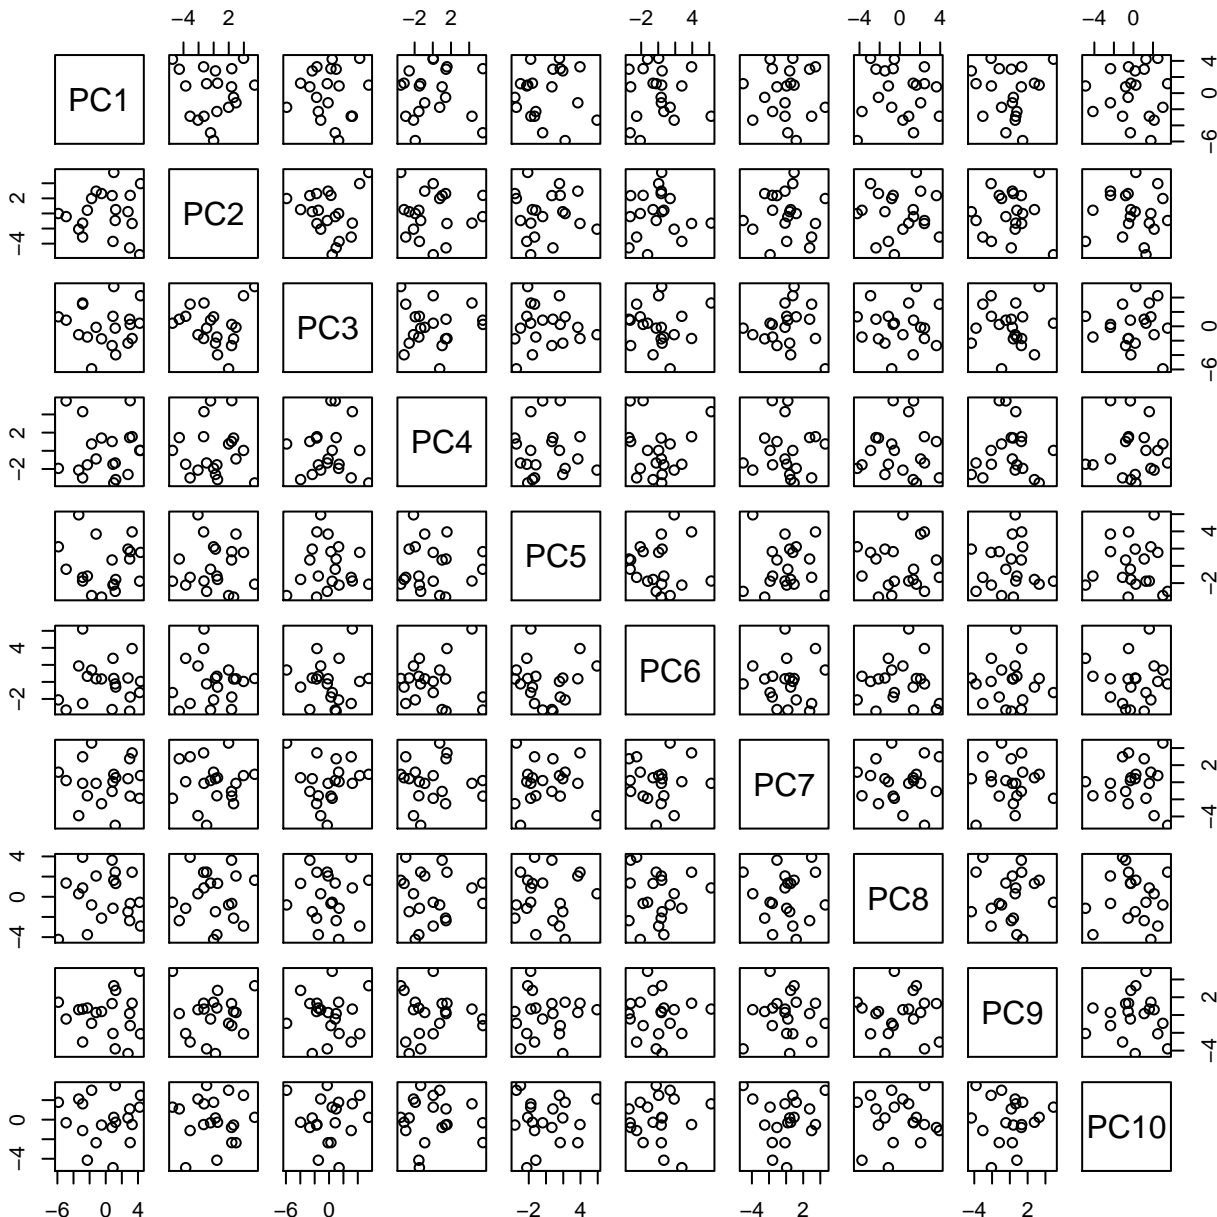 −4 2 −4 2 −2 4 −4 0 4 −4 0
PC1 −6 0 4
−4 2 PC2
PC3 −6 0
−2 2 PC4
PC5 −2 4
−2 4 PC6
PC7 −4 2
−4 0 4 PC8
PC9 −4 2
−4 0 PC10
−6 0 4 −6 0 −2 4 −4 2 −4 2